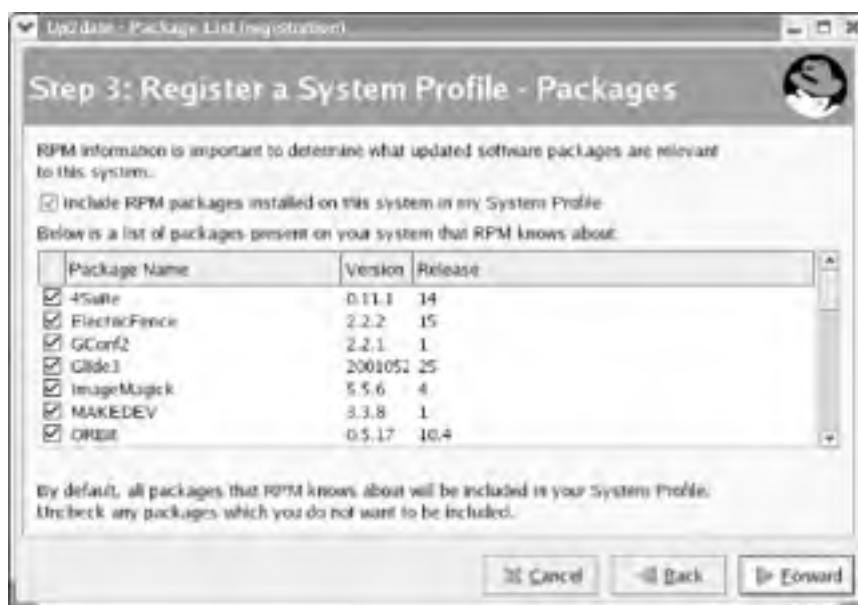 Up2date - Package List (registration)
Step 3: Register a System Profile - Packages
RPM information is important to determine what updated software packages are relevant
to this system.
Include RPM packages installed on this system in my System Profile
Below is a list of packages present on your system that RPM knows about.
Package Name Version Release
4Suite 0.11.1 14
ElectricFence 2.2.2 15
GConf2 2.2.1 1
Glide3 2001052 25
ImageMagick 5.5.6 4
MAKEDEV 3.3.8 1
ORBit 0.5.17 10.4
By default, all packages that RPM knows about will be included in your System Profile.
Uncheck any packages which you do not want to be included.
Cancel Back Forward